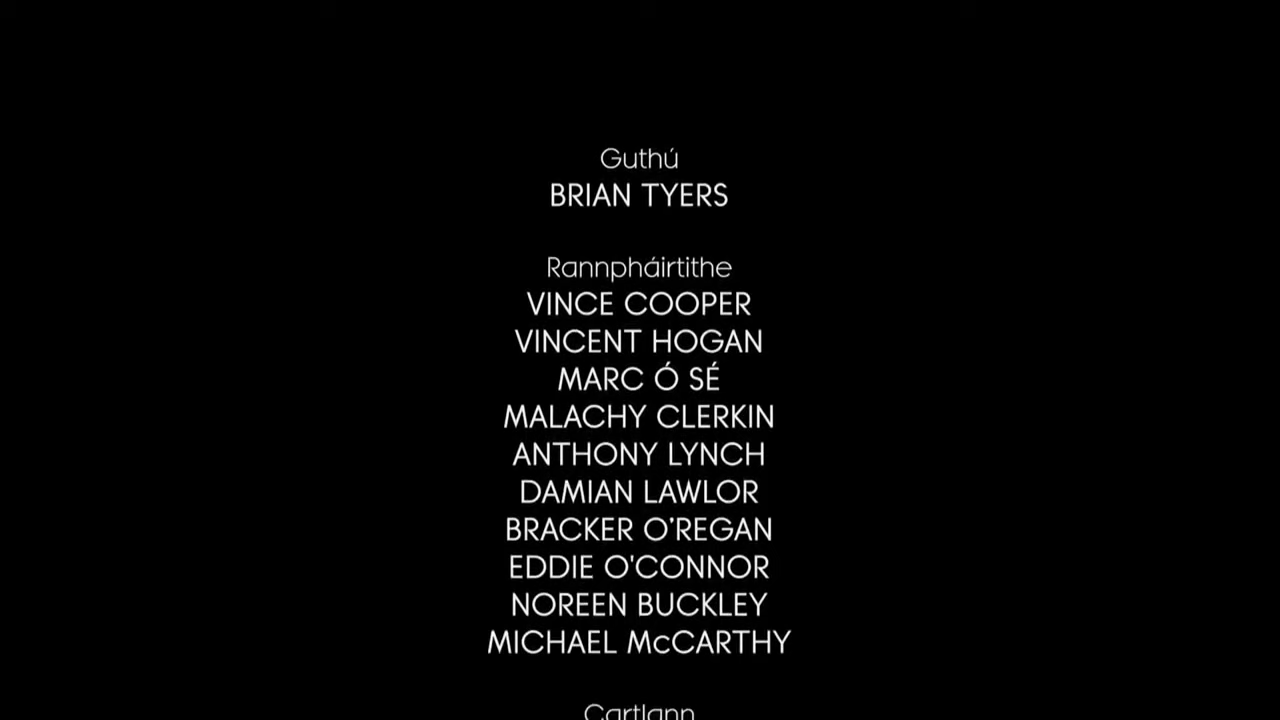 Guthú
BRIAN TYERS
Rannpháirtithe
VINCE COOPER
VINCENT HOGAN
MARC Ó SÉ
MALACHY CLERKIN
ANTHONY LYNCH
DAMIAN LAWLOR
BRACKER O'REGAN
EDDIE O'CONNOR
NOREEN BUCKLEY
MICHAEL McCARTHY
Cartlann